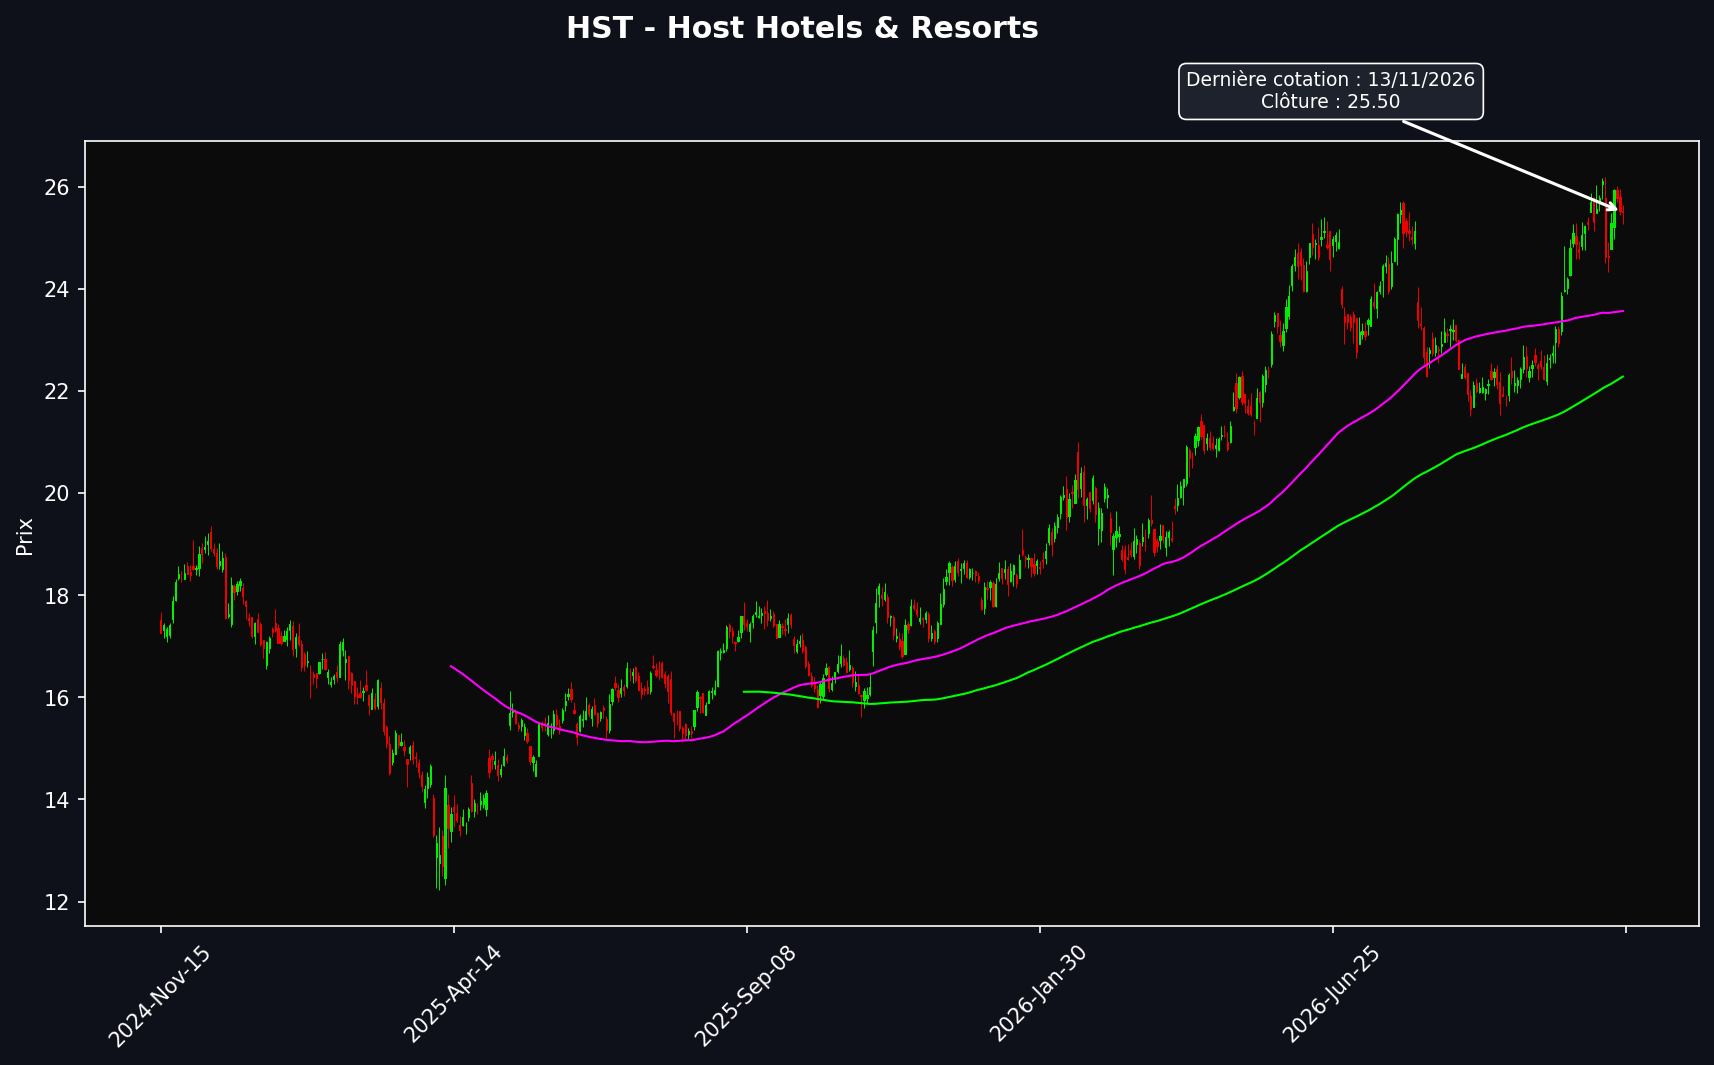 HST - Host Hotels & Resorts
Dernière cotation : 13/11/2026
Clôture : 25.50
Prix
26
24
22
20
18
16
14
12
2024-Nov-15
2025-Apr-14
2025-Sep-08
2026-Jan-30
2026-Jun-25